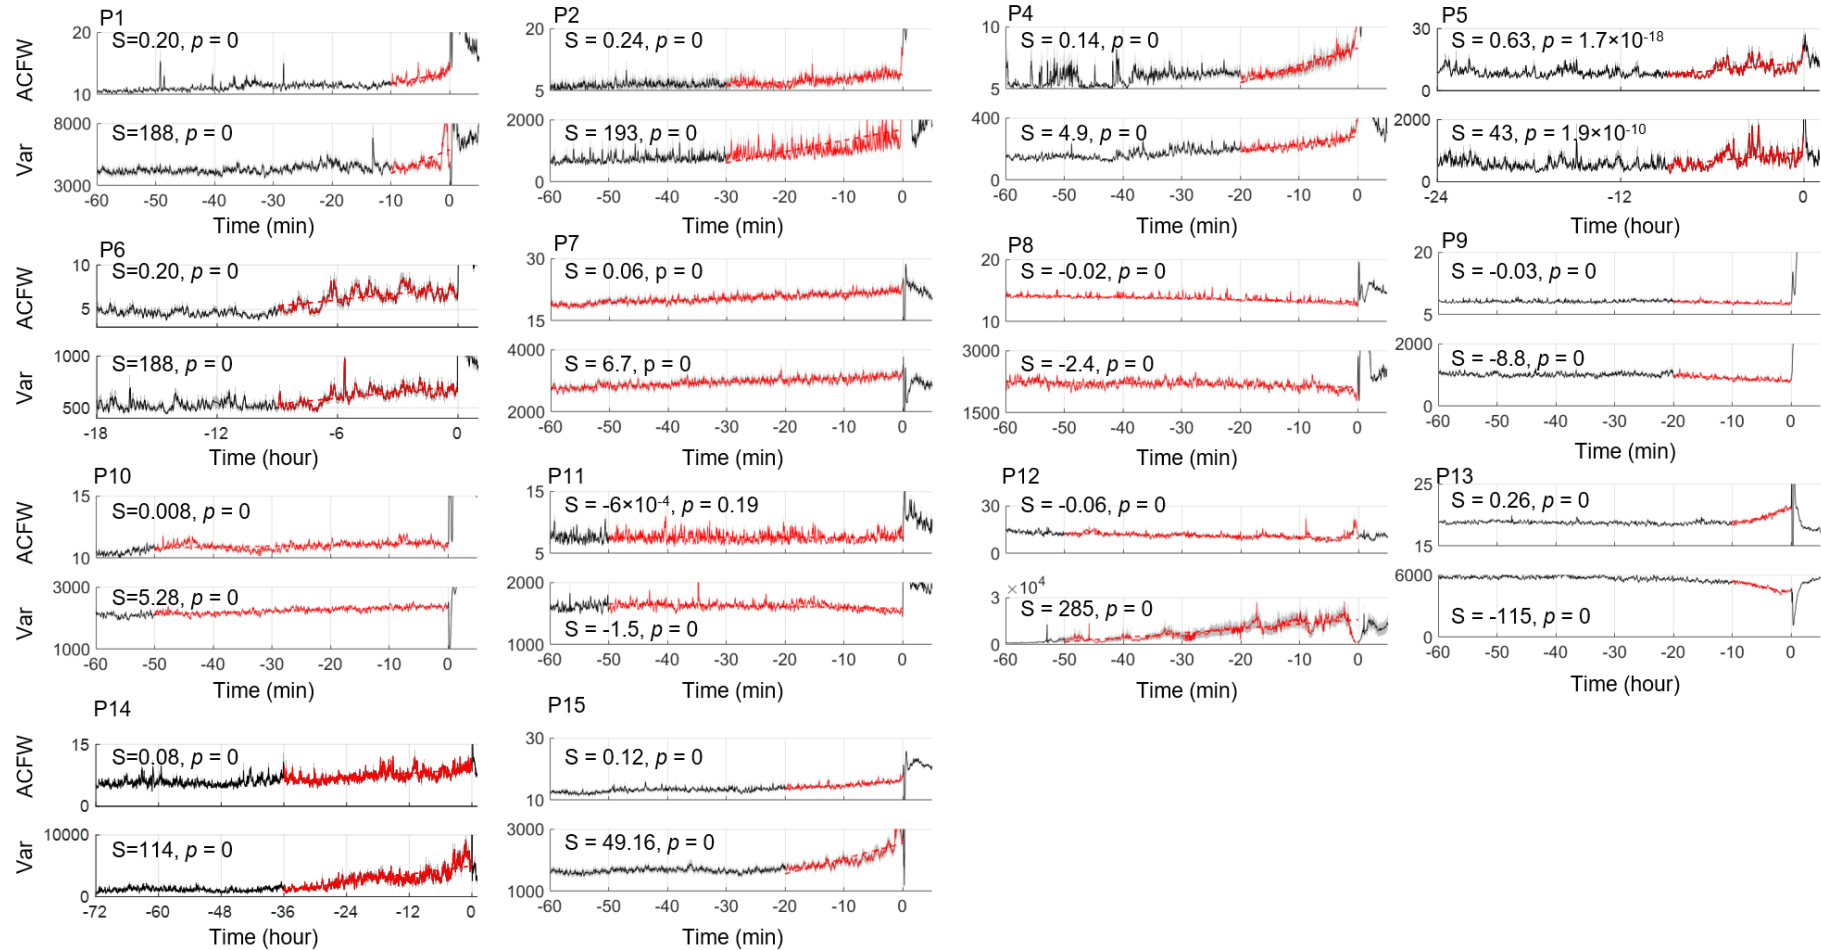 P1
P2
P4
P5
ACFW
20
10
S=0.20, p = 0
20
5
S = 0.24, p = 0
10
5
S = 0.14, p = 0
30
0
S = 0.63, p = 1.7×10-18
Var
8000
3000
S=188, p = 0
2000
0
S = 193, p = 0
400
0
S = 4.9, p = 0
2000
0
S = 43, p = 1.9×10-10
-60 -50 -40 -30 -20 -10 0
-60 -50 -40 -30 -20 -10 0
-60 -50 -40 -30 -20 -10 0
-24 -12 0
Time (min)
Time (min)
Time (min)
Time (hour)
P6
P7
P8
P9
ACFW
10
5
S=0.20, p = 0
30
15
S = 0.06, p = 0
20
10
S = -0.02, p = 0
20
5
S = -0.03, p = 0
Var
1000
500
S=188, p = 0
4000
2000
S = 6.7, p = 0
3000
1500
S = -2.4, p = 0
2000
0
S = -8.8, p = 0
-18 -12 -6 0
-60 -50 -40 -30 -20 -10 0
-60 -50 -40 -30 -20 -10 0
-60 -50 -40 -30 -20 -10 0
Time (hour)
Time (min)
Time (min)
Time (min)
P10
P11
P12
P13
ACFW
15
10
S=0.008, p = 0
15
5
S = -6×10-4, p = 0.19
30
0
S = -0.06, p = 0
25
15
S = 0.26, p = 0
Var
3000
1000
S=5.28, p = 0
2000
1000
S = -1.5, p = 0
×104
3
0
S = 285, p = 0
6000
0
S = -115, p = 0
-60 -50 -40 -30 -20 -10 0
-60 -50 -40 -30 -20 -10 0
-60 -50 -40 -30 -20 -10 0
-60 -50 -40 -30 -20 -10 0
Time (min)
Time (min)
Time (min)
Time (hour)
P14
P15
ACFW
15
0
S=0.08, p = 0
30
10
S = 0.12, p = 0
Var
10000
0
S=114, p = 0
3000
1000
S = 49.16, p = 0
-72 -60 -48 -36 -24 -12 0
-60 -50 -40 -30 -20 -10 0
Time (hour)
Time (min)